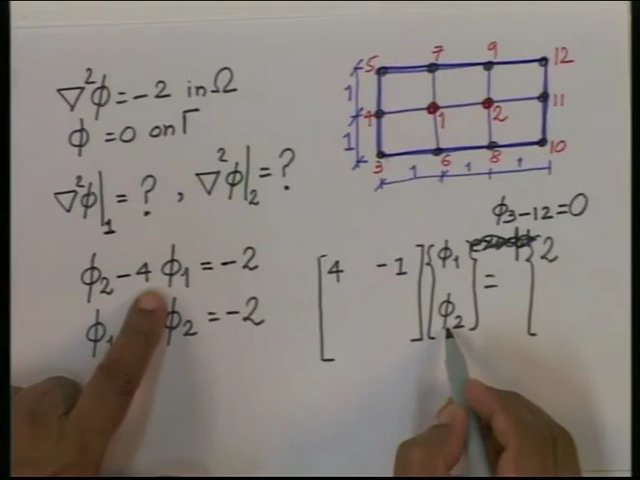 ∇²ϕ = -2 in Ω
ϕ = 0 on Γ
∇²ϕ|₁ = ? , ∇²ϕ|₂ = ?
ϕ₂ - 4 ϕ₁ = -2
ϕ₁ ϕ₂ = -2
5 7 9 12
1
4 1 2 11
1
3 6 8 10
1 1 1
ϕ₃₋₁₂ = 0
[4 -1] {ϕ₁ ϕ₂} = {2